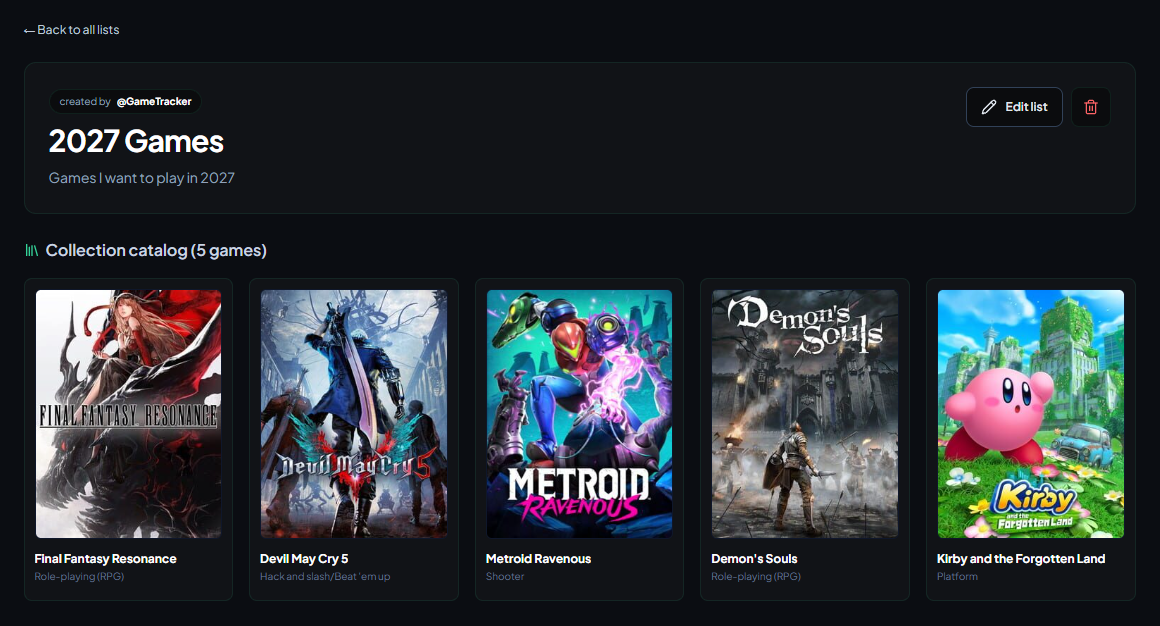 ←Back to all lists
created by @GameTracker
Edit list
2027 Games
Games I want to play in 2027
Collection catalog (5 games)
FINAL FANTASY RESONANCE
Devil May Cry 5
METROID
RAVENOUS
Demon's
Souls
Kirby
and the
Forgotten Land
Final Fantasy Resonance
Role-playing (RPG)
Devil May Cry 5
Hack and slash/Beat 'em up
Metroid Ravenous
Shooter
Demon's Souls
Role-playing (RPG)
Kirby and the Forgotten Land
Platform